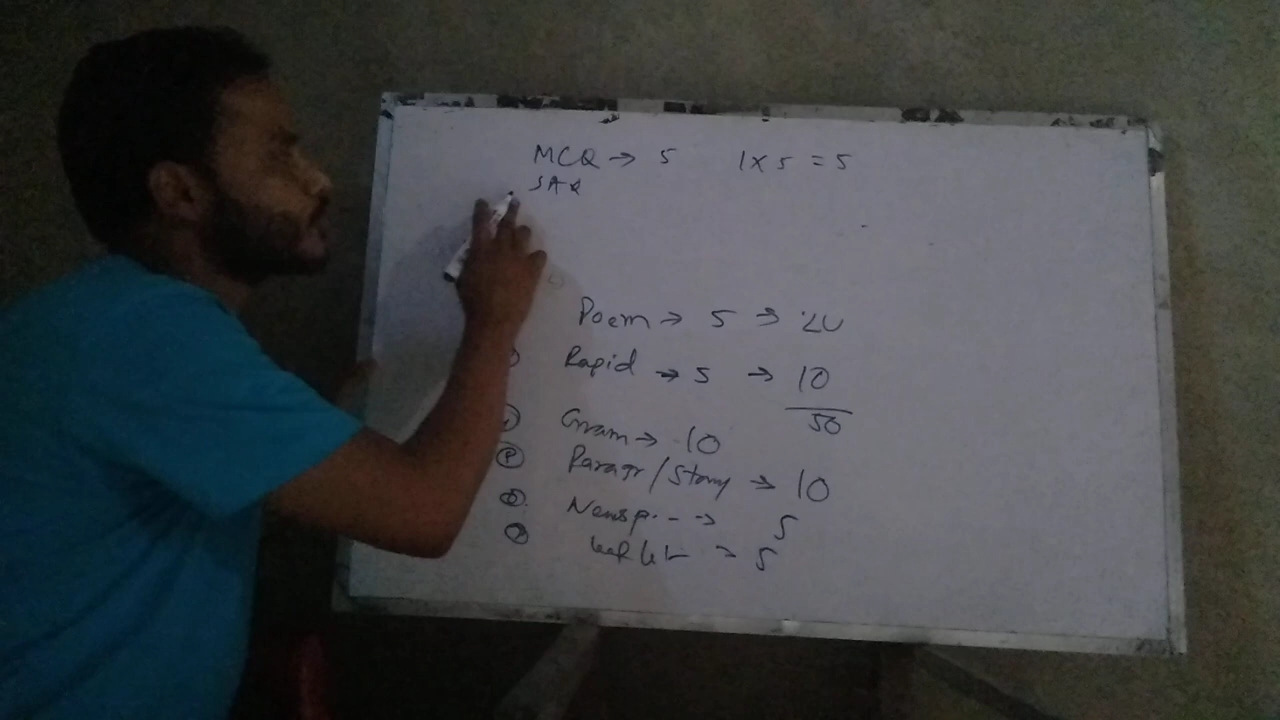 MCQ → 5 1 x 5 = 5
SAQ
Poem → 5 → 20
Rapid → 5 → 10
50
Gram → 10
Paragr/Story → 10
Newsp.-- → 5
→ 5